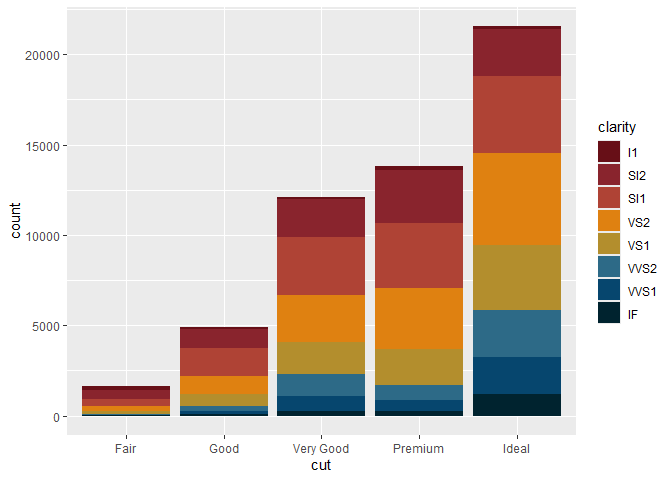 20000
15000
10000
5000
0
count
Fair Good Very Good Premium Ideal
cut
clarity
I1
SI2
SI1
VS2
VS1
VVS2
VVS1
IF